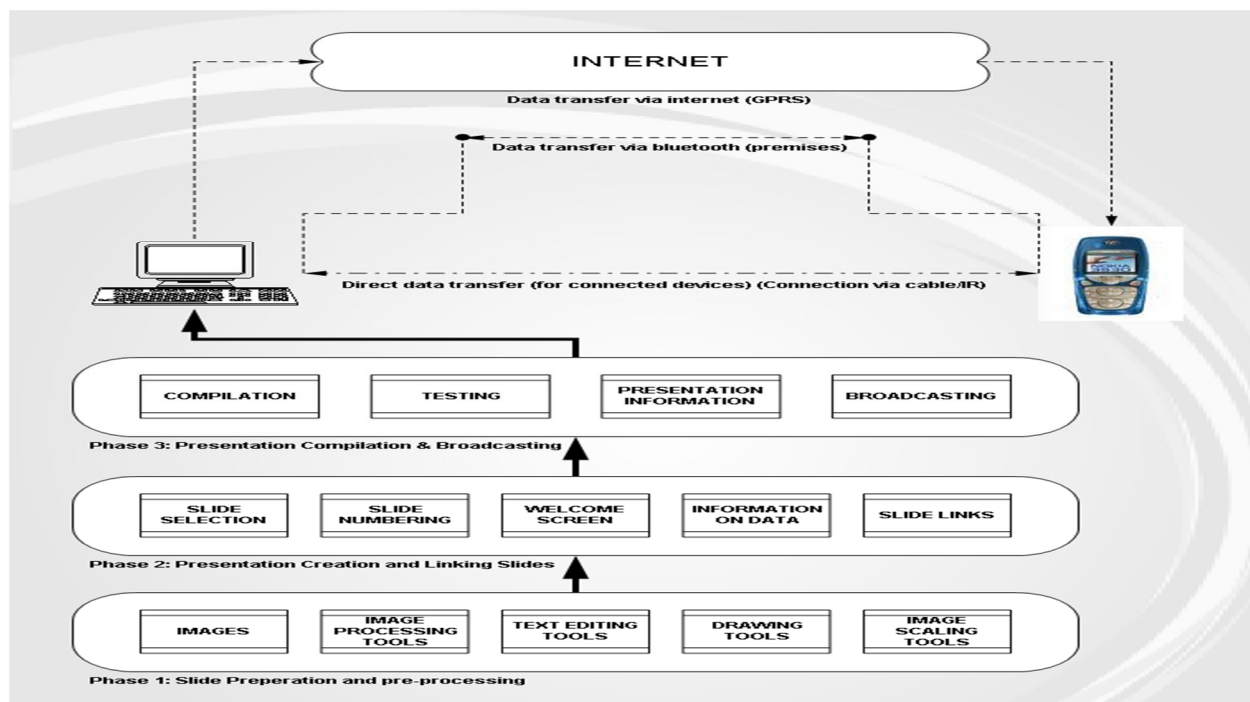 INTERNET
Data transfer via internet (GPRS)
Data transfer via bluetooth (premises)
Direct data transfer (for connected devices) (Connection via cable/IR)
NOKIA
3530
COMPILATION
TESTING
PRESENTATION
INFORMATION
BROADCASTING
Phase 3: Presentation Compilation & Broadcasting
SLIDE
SELECTION
SLIDE
NUMBERING
WELCOME
SCREEN
INFORMATION
ON DATA
SLIDE LINKS
Phase 2: Presentation Creation and Linking Slides
IMAGES
IMAGE
PROCESSING
TOOLS
TEXT EDITING
TOOLS
DRAWING
TOOLS
IMAGE
SCALING
TOOLS
Phase 1: Slide Preperation and pre-processing